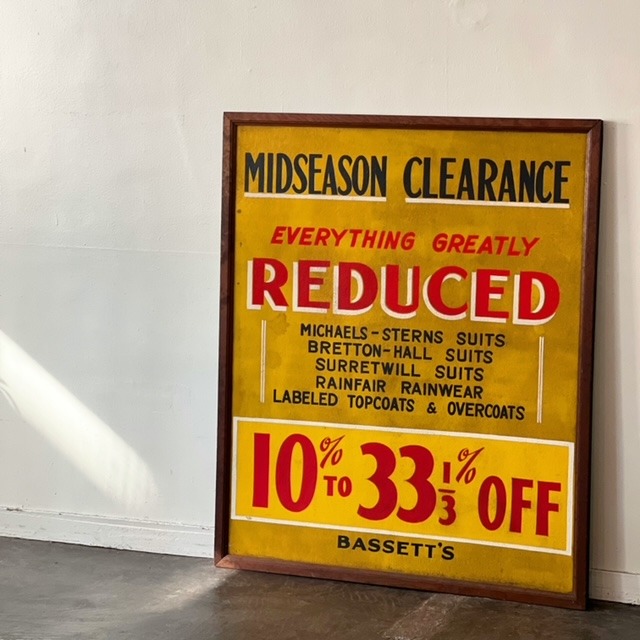 MIDSEASON CLEARANCE
EVERYTHING GREATLY
REDUCED
MICHAELS-STERNS SUITS
BRETTON-HALL SUITS
SURRETWILL SUITS
RAINFAIR RAINWEAR
LABELED TOPCOATS & OVERCOATS
10% TO 33 1/3% OFF
BASSETT'S